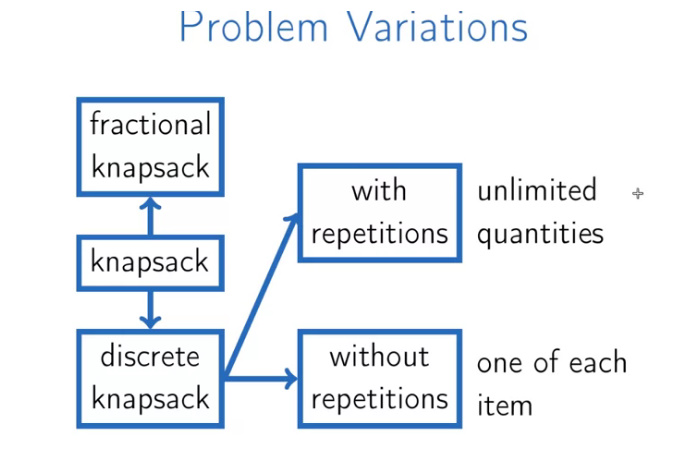 Problem Variations
fractional
knapsack
knapsack
discrete
knapsack
with
repetitions
unlimited
quantities
without
repetitions
one of each
item